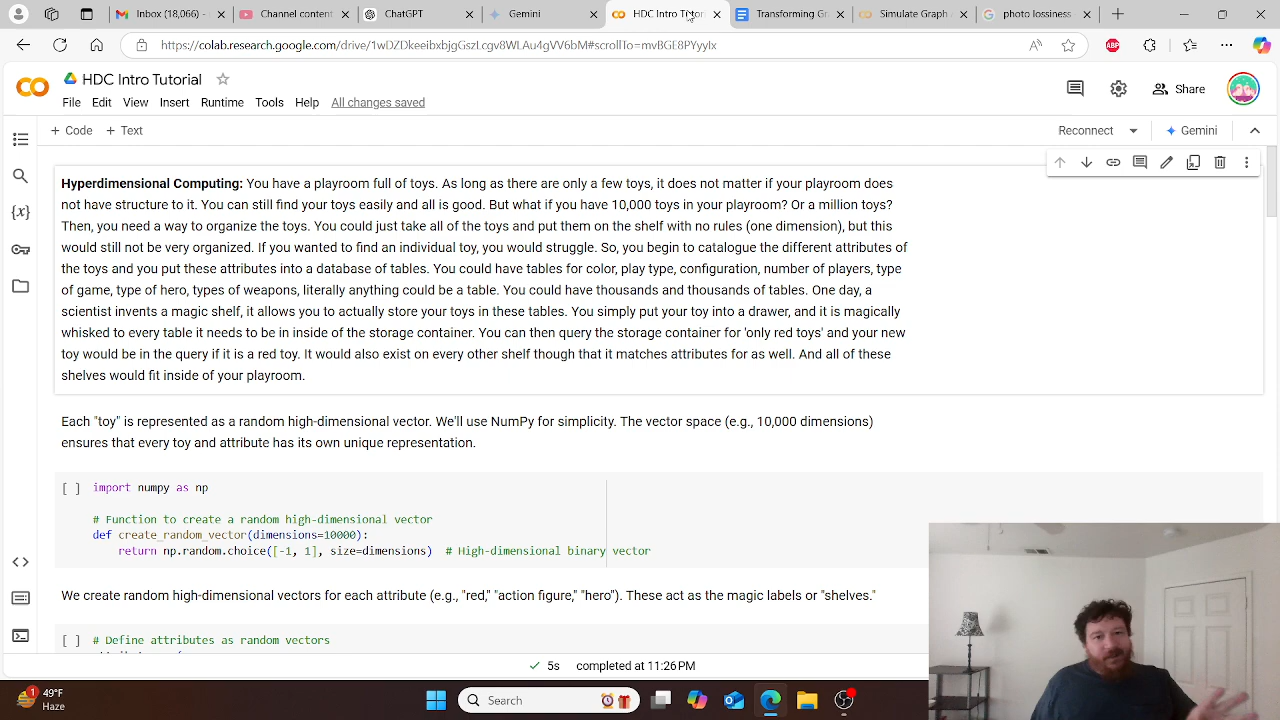 Inbox (18,066) -
Channel content
ChatGPT
Gemini
HDC Intro Tutor
Transforming Gr
Simulate Graph
photo lossiness
https://colab.research.google.com/drive/
HDC Intro Tutorial
File Edit View Insert Runtime Tools Help All changes saved
Share
+ Code + Text
Reconnect
Gemini
Hyperdimensional Computing: You have a playroom full of toys. As long as there are only a few toys, it does not matter if your playroom does
not have structure to it. You can still find your toys easily and all is good. But what if you have 10,000 toys in your playroom? Or a million toys?
Then, you need a way to organize the toys. You could just take all of the toys and put them on the shelf with no rules (one dimension), but this
would still not be very organized. If you wanted to find an individual toy, you would struggle. So, you begin to catalogue the different attributes of
the toys and you put these attributes into a database of tables. You could have tables for color, play type, configuration, number of players, type
of game, type of hero, types of weapons, literally anything could be a table. You could have thousands and thousands of tables. One day, a
scientist invents a magic shelf, it allows you to actually store your toys in these tables. You simply put your toy into a drawer, and it is magically
whisked to every table it needs to be in inside of the storage container. You can then query the storage container for 'only red toys' and your new
toy would be in the query if it is a red toy. It would also exist on every other shelf though that it matches attributes for as well. And all of these
shelves would fit inside of your playroom.
Each "toy" is represented as a random high-dimensional vector. We'll use NumPy for simplicity. The vector space (e.g., 10,000 dimensions)
ensures that every toy and attribute has its own unique representation.
[ ] import numpy as np
# Function to create a random high-dimensional vector
def create_random_vector(dimensions=10000):
return np.random.choice([-1, 1], size=dimensions) # High-dimensional binary vector
We create random high-dimensional vectors for each attribute (e.g., "red," "action figure," "hero"). These act as the magic labels or "shelves."
[ ] # Define attributes as random vectors
5s completed at 11:26 PM
1
49°F
Haze
Search